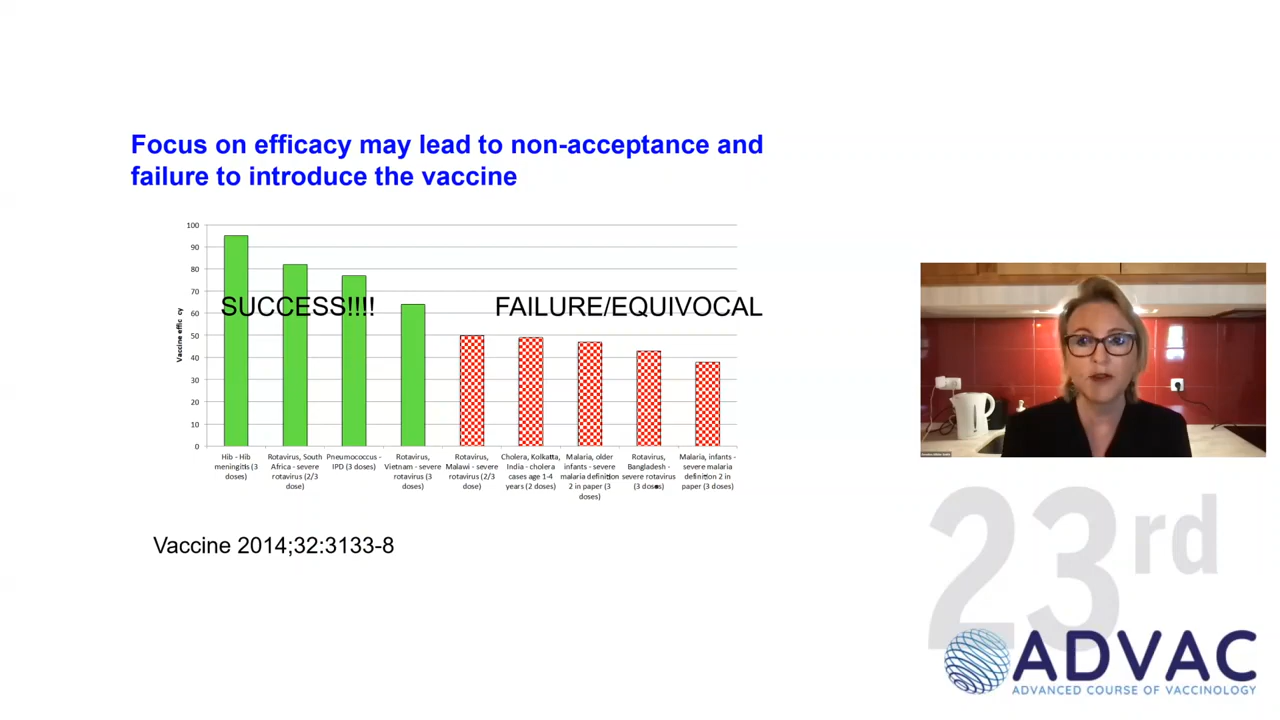 Focus on efficacy may lead to non-acceptance and
failure to introduce the vaccine
100
90
80
70
60
50
40
30
20
10
0
Vaccine effic cy
SUCCESS!!!!
FAILURE/EQUIVOCAL
Hib - Hib
meningitis (3
doses)
Rotavirus, South
Africa - severe
rotavirus (2/3
dose)
Pneumococcus -
IPD (3 doses)
Rotavirus,
Vietnam - severe
rotavirus (3
doses)
Rotavirus,
Malawi - severe
rotavirus (2/3
dose)
Cholera, Kolkatta,
India - cholera
cases age 1-4
years (2 doses)
Malaria, older
infants - severe
malaria definition
2 in paper (3
doses)
Rotavirus,
Bangladesh -
severe rotavirus
(3 doses)
Malaria, infants -
severe malaria
definition 2 in
paper (3 doses)
Vaccine 2014;32:3133-8
23rd
ADVAC
ADVANCED COURSE OF VACCINOLOGY